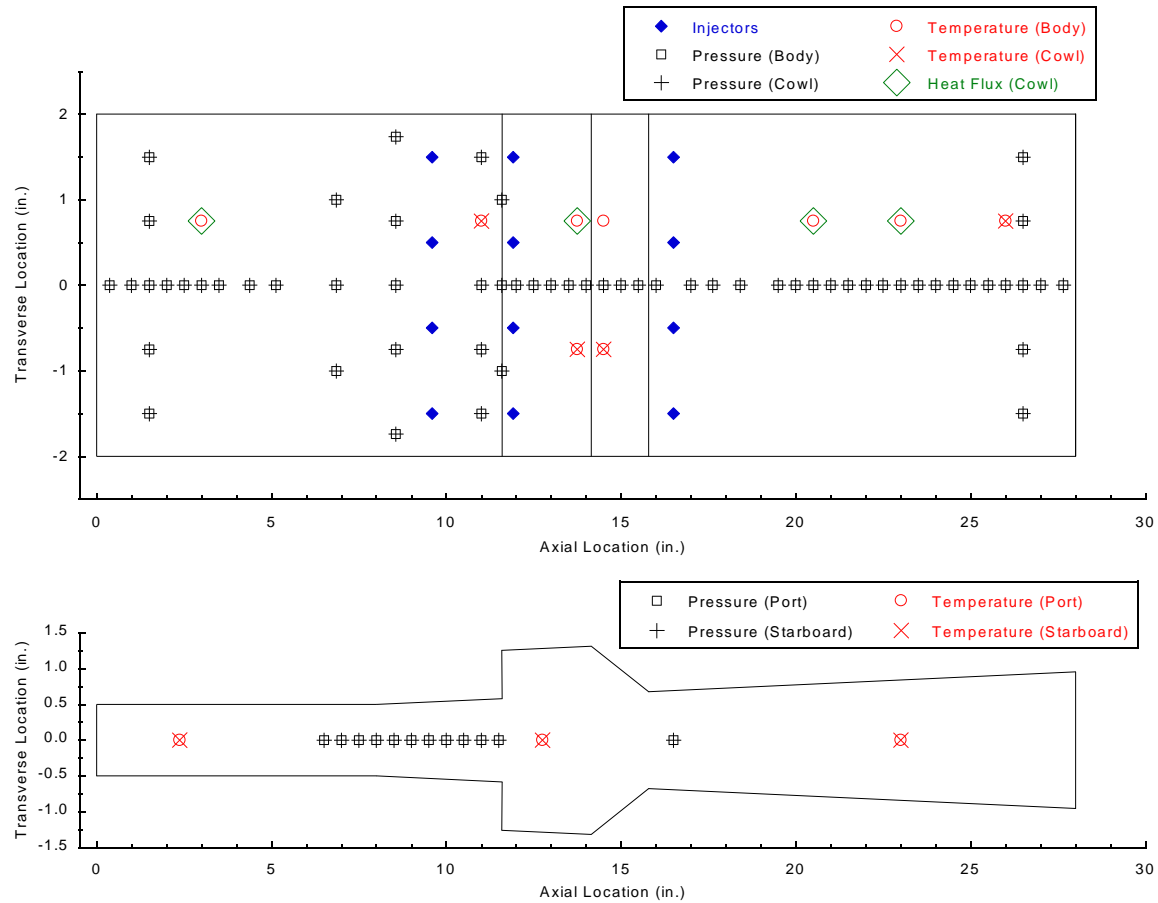 Injectors
Temperature (Body)
Pressure (Body)
Temperature (Cowl)
Pressure (Cowl)
Heat Flux (Cowl)
2
1
0
-1
-2
Transverse Location (in.)
0 5 10 15 20 25 30
Axial Location (in.)
Pressure (Port)
Temperature (Port)
Pressure (Starboard)
Temperature (Starboard)
1.5
1.0
0.5
0.0
-0.5
-1.0
-1.5
Transverse Location (in.)
0 5 10 15 20 25 30
Axial Location (in.)